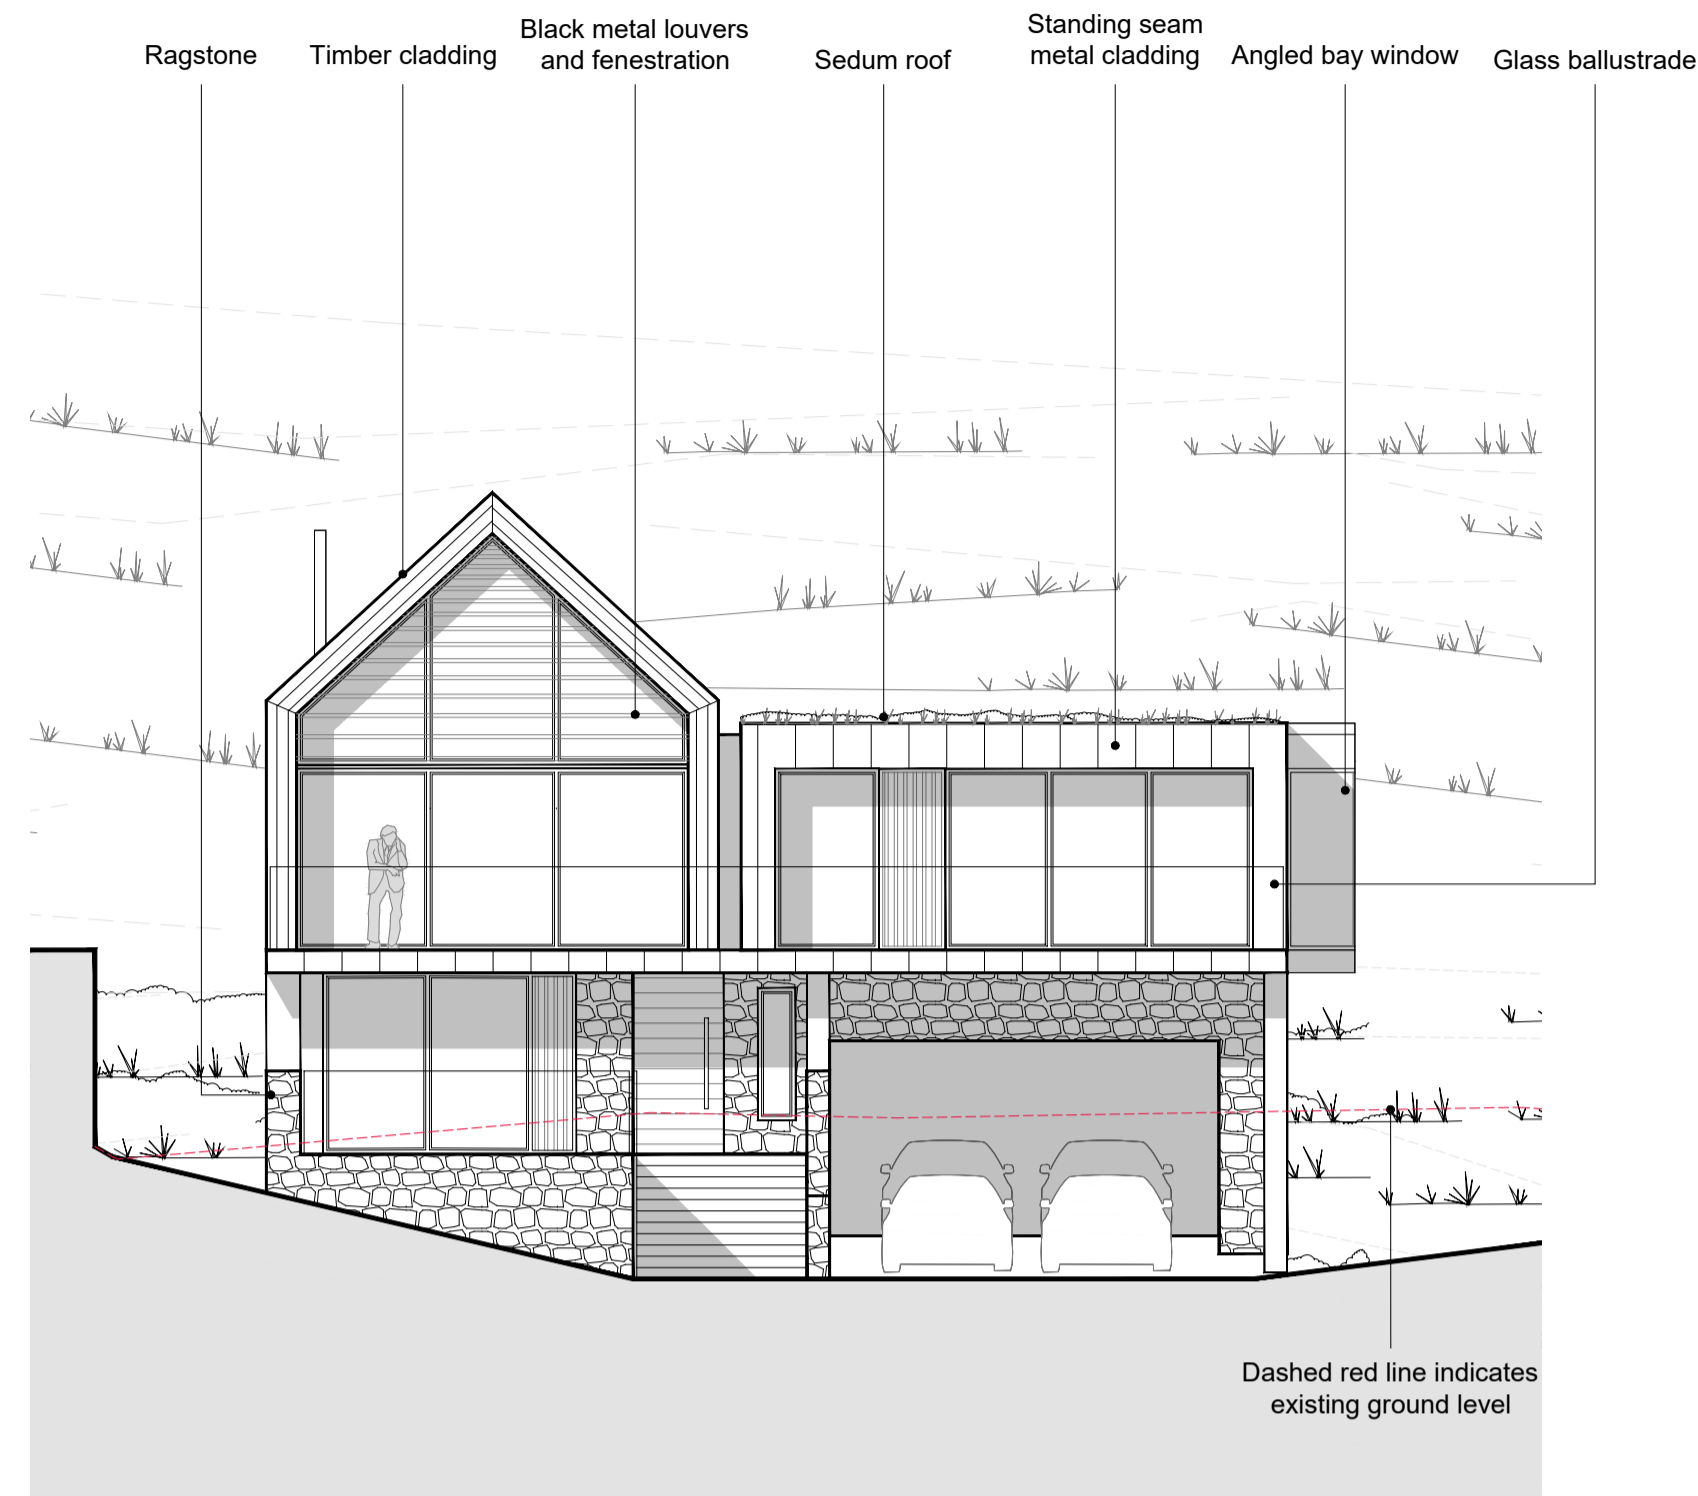 Ragstone
Timber cladding
Black metal louvers
and fenestration
Sedum roof
Standing seam
metal cladding
Angled bay window
Glass ballustrade
Dashed red line indicates
existing ground level